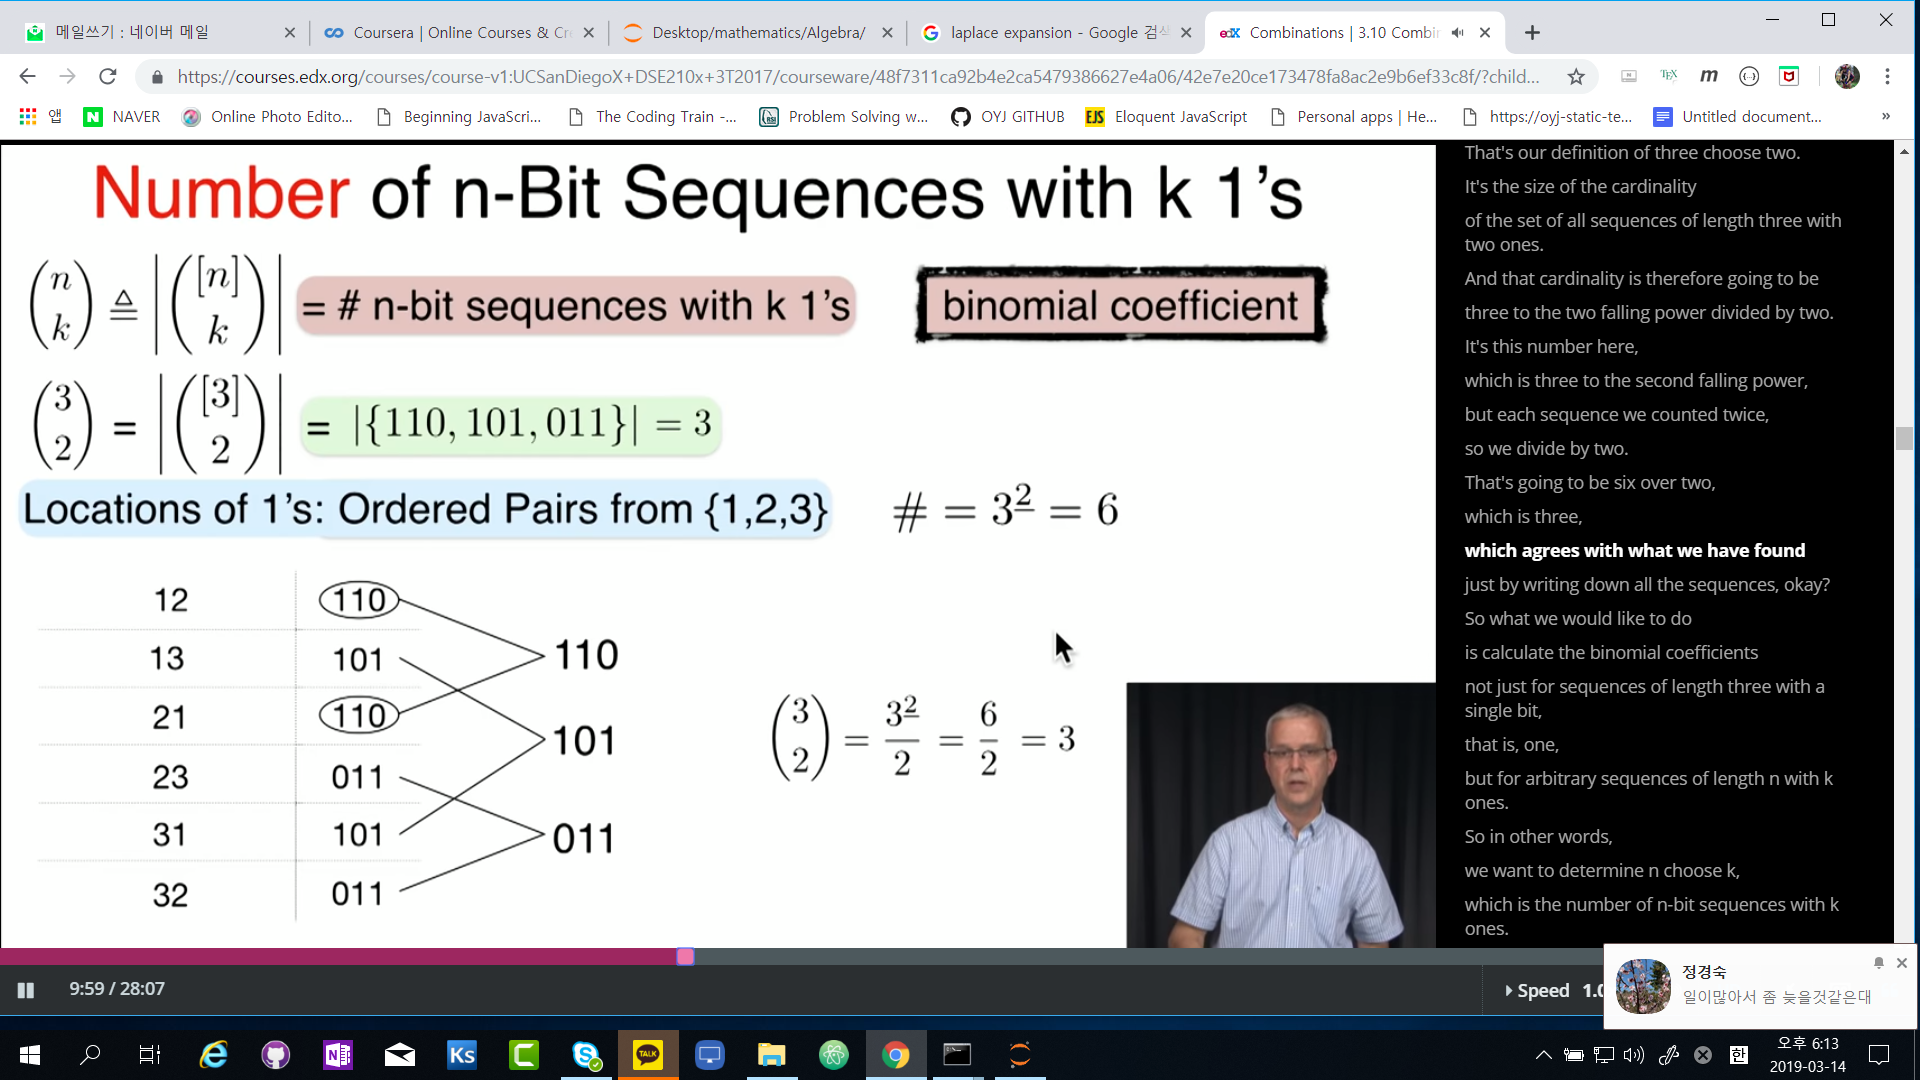 메일쓰기 : 네이버 메일
Coursera | Online Courses & Cr
Desktop/mathematics/Algebra/
laplace expansion - Google 검색
Combinations | 3.10 Combin
https://courses.edx.org/courses/course-v1:UCSanDiegoX+DSE210x+3T2017/courseware/48f7311ca92b4e2ca5479386627e4a06/42e7e20ce173478fa8ac2e9b6ef33c8f/?child...
앱
NAVER
Online Photo Edito...
Beginning JavaScri...
The Coding Train -...
Problem Solving w...
OYJ GITHUB
EJS Eloquent JavaScript
Personal apps | He...
https://oyj-static-te...
Untitled document...
Number of n-Bit Sequences with k 1's
(n k) ≜ |([n] k)| = # n-bit sequences with k 1's
binomial coefficient
(3 2) = |([3] 2)| = |{110, 101, 011}| = 3
Locations of 1's: Ordered Pairs from {1,2,3}
# = 3^2̲ = 6
12 110
13 101
21 110
23 011
31 101
32 011
110
101
011
(3 2) = 3^2̲/2 = 6/2 = 3
That's our definition of three choose two.
It's the size of the cardinality
of the set of all sequences of length three with
two ones.
And that cardinality is therefore going to be
three to the two falling power divided by two.
It's this number here,
which is three to the second falling power,
but each sequence we counted twice,
so we divide by two.
That's going to be six over two,
which is three,
which agrees with what we have found
just by writing down all the sequences, okay?
So what we would like to do
is calculate the binomial coefficients
not just for sequences of length three with a
single bit,
that is, one,
but for arbitrary sequences of length n with k
ones.
So in other words,
we want to determine n choose k,
which is the number of n-bit sequences with k
ones.
9:59 / 28:07
Speed 1.0
정경숙
일이많아서 좀 늦을것같은데
Ks
TALK
한
오후 6:13
2019-03-14